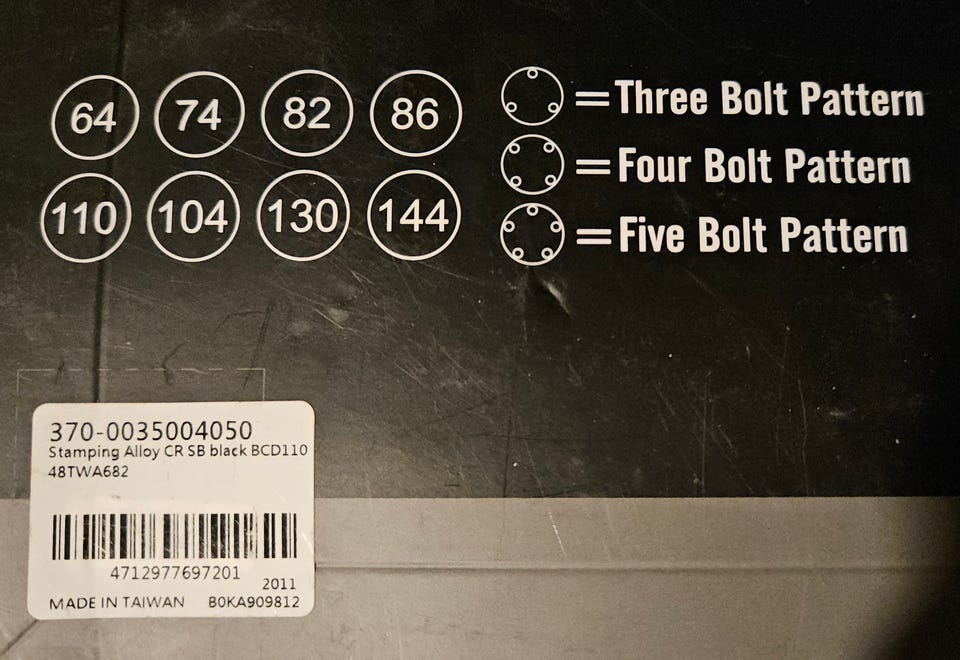 64 74 82 86
110 104 130 144
=Three Bolt Pattern
=Four Bolt Pattern
=Five Bolt Pattern
370-0035004050
Stamping Alloy CR SB black BCD110
48TWA682
4712977697201
2011
MADE IN TAIWAN B0KA909812